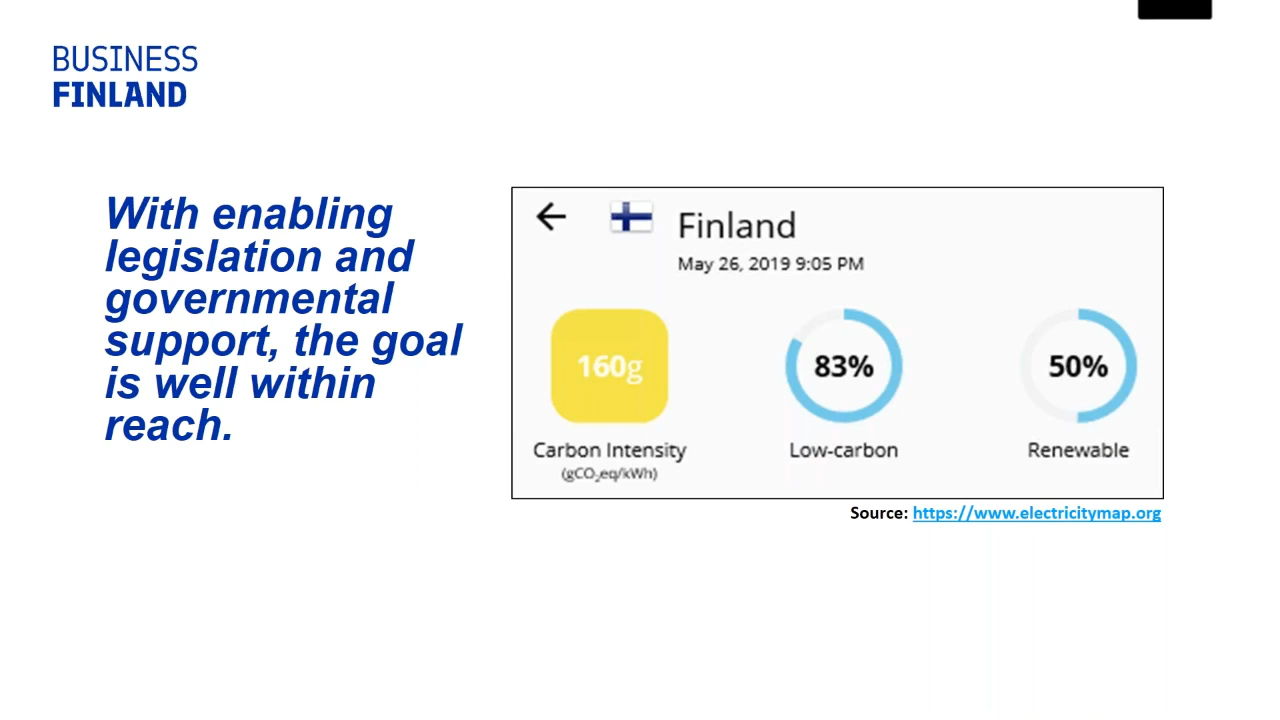 BUSINESS
FINLAND
With enabling
legislation and
governmental
support, the goal
is well within
reach.
Finland
May 26, 2019 9:05 PM
160g
83%
50%
Carbon Intensity
(gCO₂eq/kWh)
Low-carbon
Renewable
Source: https://www.electricitymap.org